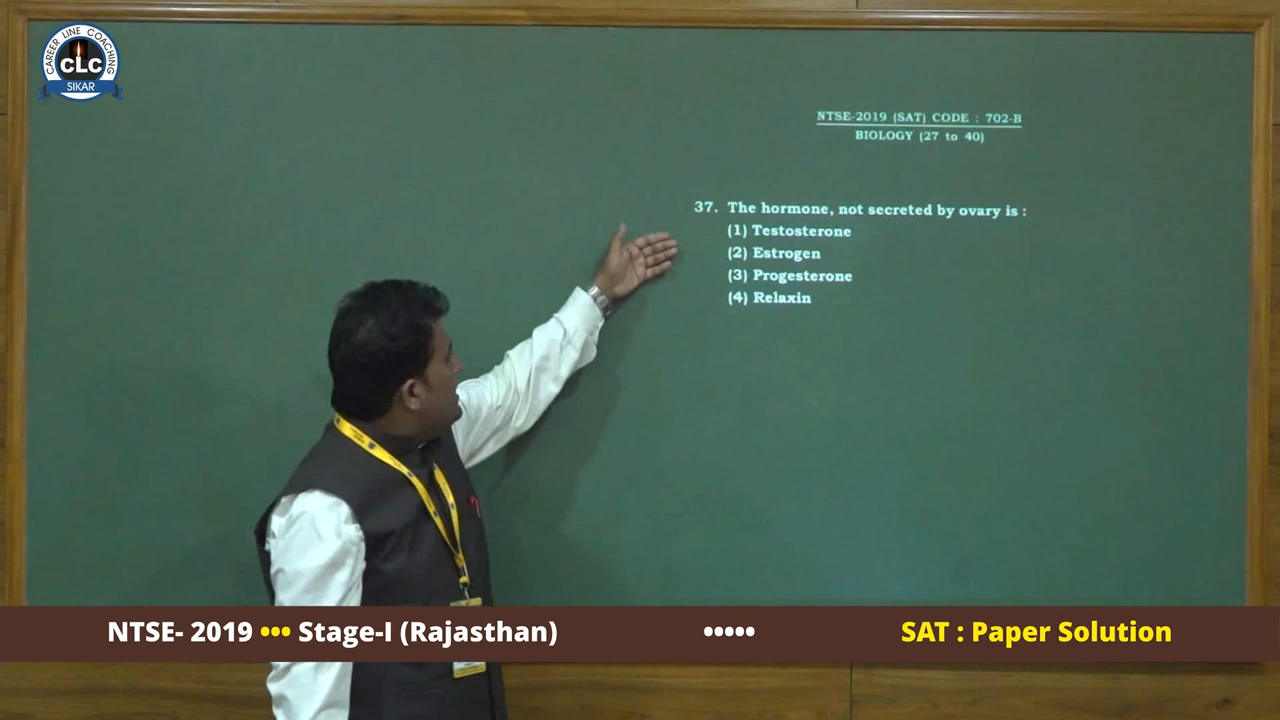 CAREER LINE COACHING
CLC
SIKAR
NTSE-2019 (SAT) CODE : 702-B
BIOLOGY (27 to 40)
37. The hormone, not secreted by ovary is :
(1) Testosterone
(2) Estrogen
(3) Progesterone
(4) Relaxin
NTSE- 2019 ••• Stage-I (Rajasthan) ••••• SAT : Paper Solution